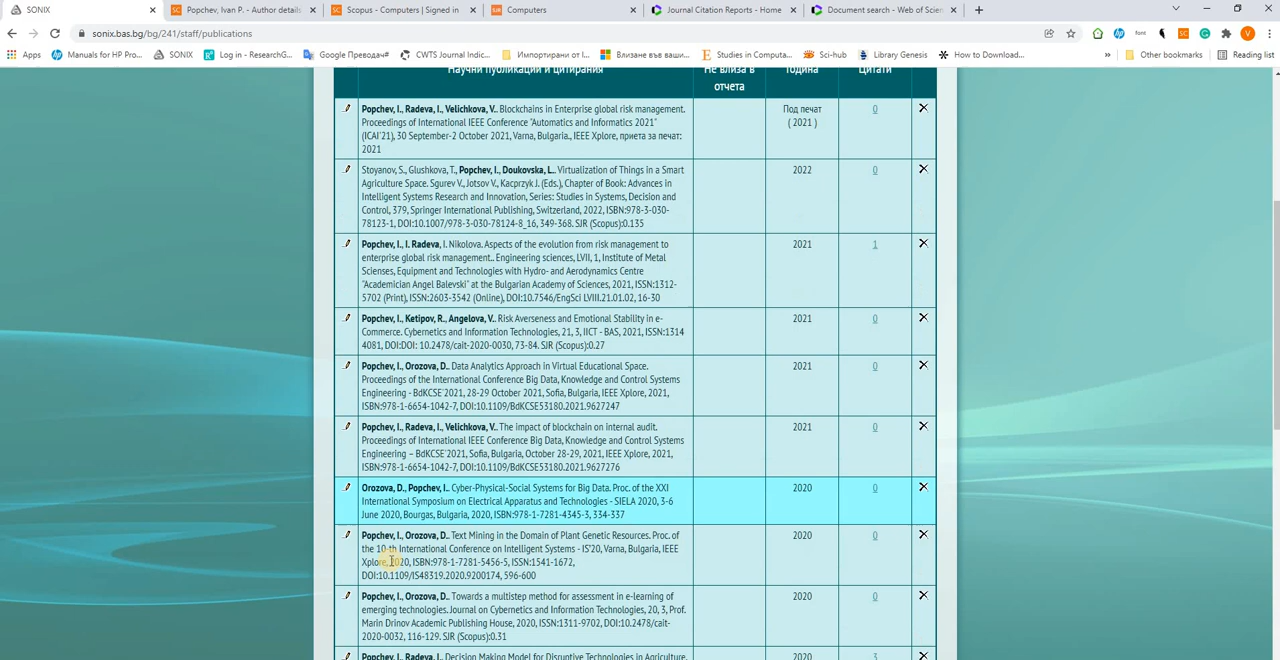 SONIX
Popchev, Ivan P. - Author details
Scopus - Computers | Signed in
Computers
Journal Citation Reports - Home
Document search - Web of Scien
sonix.bas.bg/bg/241/staff/publications
Apps
Manuals for HP Pro...
SONIX
Log in - ResearchG...
Google Преводач#
CWTS Journal Indic...
Импортирани от I...
Влизане във ваши...
Studies in Computa...
Sci-hub
Library Genesis
How to Download...
»
Other bookmarks
Reading list
Научни публикации и цитирания
Не влиза в
отчета
Година
Цитати
Popchev, I., Radeva, I., Velichkova, V.. Blockchains in Enterprise global risk management.
Proceedings of International IEEE Conference "Automatics and Informatics 2021"
(ICAI'21), 30 September-2 October 2021, Varna, Bulgaria., IEEE Xplore, приета за печат:
2021
Под печат
( 2021 )
0
Stoyanov, S., Glushkova, T., Popchev, I., Doukovska, L.. Virtualization of Things in a Smart
Agriculture Space. Sgurev V., Jotsov V., Kacprzyk J. (Eds.), Chapter of Book: Advances in
Intelligent Systems Research and Innovation, Series: Studies in Systems, Decision and
Control, 379, Springer International Publishing, Switzerland, 2022, ISBN:978-3-030-
78123-1, DOI:10.1007/978-3-030-78124-8_16, 349-368. SJR (Scopus):0.135
2022
0
Popchev, I., I. Radeva, I. Nikolova. Aspects of the evolution from risk management to
enterprise global risk management.. Engineering sciences, LVII, 1, Institute of Metal
Scienses, Equipment and Technologies with Hydro- and Aerodynamics Centre
"Academician Angel Balevski" at the Bulgarian Academy of Sciences, 2021, ISSN:1312-
5702 (Print), ISSN:2603-3542 (Online), DOI:10.7546/EngSci LVIII.21.01.02, 16-30
2021
1
Popchev, I., Ketipov, R., Angelova, V.. Risk Averseness and Emotional Stability in e-
Commerce. Cybernetics and Information Technologies, 21, 3, IICT - BAS, 2021, ISSN:1314
4081, DOI:DOI: 10.2478/cait-2020-0030, 73-84. SJR (Scopus):0.27
2021
0
Popchev, I., Orozova, D.. Data Analytics Approach in Virtual Educational Space.
Proceedings of the International Conference Big Data, Knowledge and Control Systems
Engineering - BdKCSE'2021, 28-29 October 2021, Sofia, Bulgaria, IEEE Xplore, 2021,
ISBN:978-1-6654-1042-7, DOI:10.1109/BdKCSE53180.2021.9627247
2021
0
Popchev, I., Radeva, I., Velichkova, V.. The impact of blockchain on internal audit.
Proceedings of International IEEE Conference Big Data, Knowledge and Control Systems
Engineering – BdKCSE'2021, Sofia, Bulgaria, October 28-29, 2021, IEEE Xplore, 2021,
ISBN:978-1-6654-1042-7, DOI:10.1109/BdKCSE53180.2021.9627276
2021
0
Orozova, D., Popchev, I.. Cyber-Physical-Social Systems for Big Data. Proc. of the XXI
International Symposium on Electrical Apparatus and Technologies - SIELA 2020, 3-6
June 2020, Bourgas, Bulgaria, 2020, ISBN:978-1-7281-4345-3, 334-337
2020
0
Popchev, I., Orozova, D.. Text Mining in the Domain of Plant Genetic Resources. Proc. of
the 10-th International Conference on Intelligent Systems - IS'20, Varna, Bulgaria, IEEE
Xplore, 2020, ISBN:978-1-7281-5456-5, ISSN:1541-1672,
DOI:10.1109/IS48319.2020.9200174, 596-600
2020
0
Popchev, I., Orozova, D.. Towards a multistep method for assessment in e-learning of
emerging technologies. Journal on Cybernetics and Information Technologies, 20, 3, Prof.
Marin Drinov Academic Publishing House, 2020, ISSN:1311-9702, DOI:10.2478/cait-
2020-0032, 116-129. SJR (Scopus):0.31
2020
0
Popchev, I., Radeva, I.. Decision Making Model for Disruptive Technologies in Agriculture.
2020
3